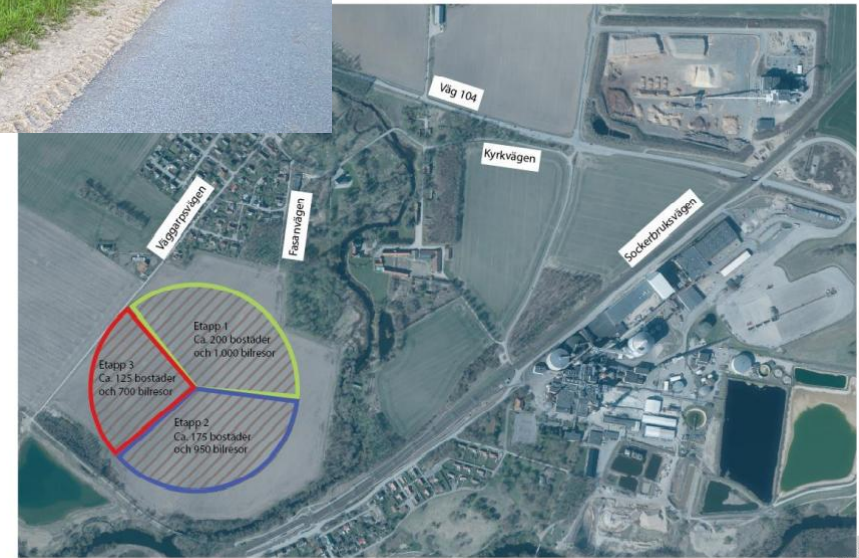 Väg 104
Kyrkvägen
Väggarpsvägen
Fasanvägen
Sockerbruksvägen
Etapp 1
Ca. 200 bostäder
och 1.000 bilresor
Etapp 3
Ca. 125 bostäder
och 700 bilresor
Etapp 2
Ca. 175 bostäder
och 950 bilresor